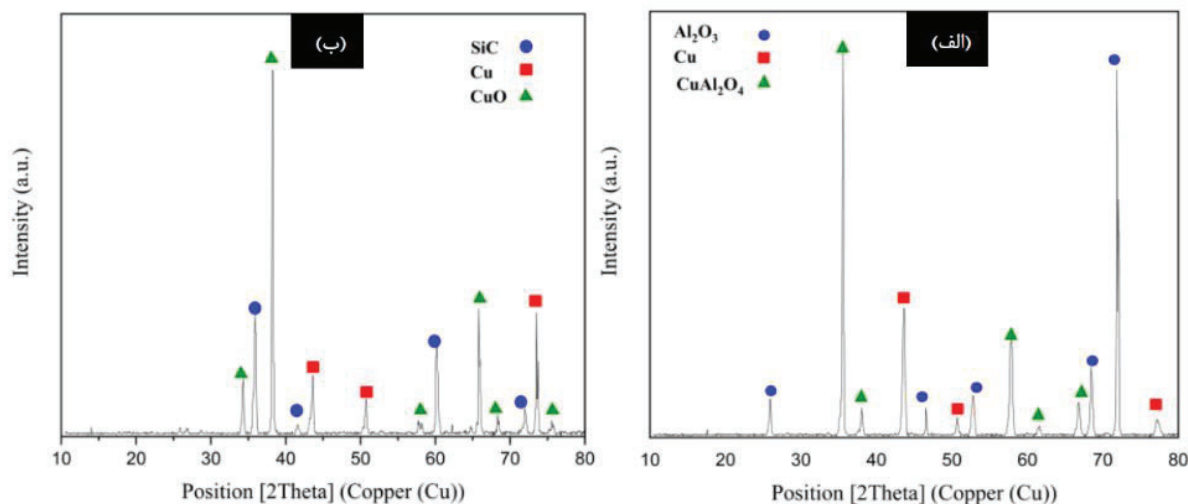 (ب)
SiC
Cu
CuO
Intensity (a.u.)
10 20 30 40 50 60 70 80
Position [2Theta] (Copper (Cu))
(الف)
Al₂O₃
Cu
CuAl₂O₄
Intensity (a.u.)
10 20 30 40 50 60 70 80
Position [2Theta] (Copper (Cu))